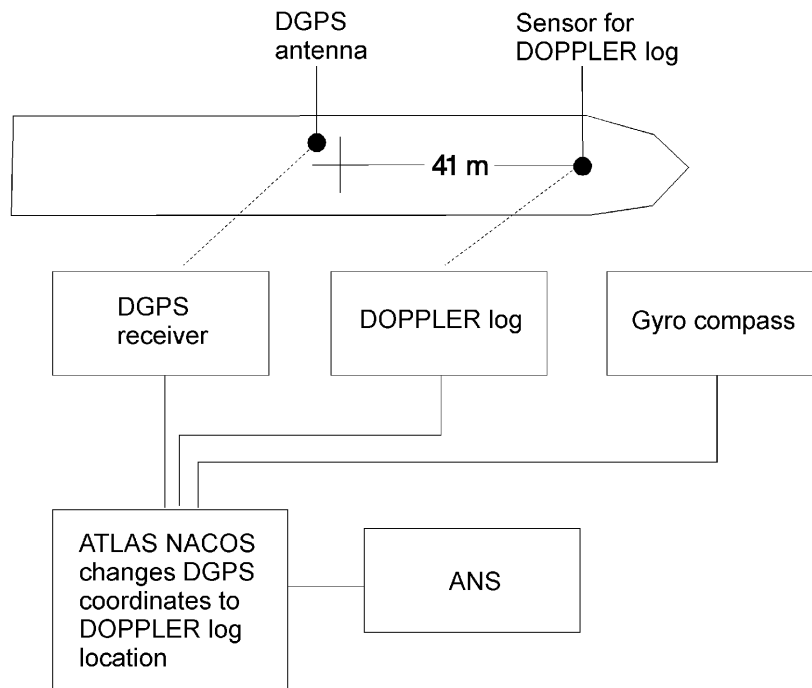 DGPS
antenna
Sensor for
DOPPLER log
41 m
DGPS
receiver
DOPPLER log
Gyro compass
ATLAS NACOS
changes DGPS
coordinates to
DOPPLER log
location
ANS